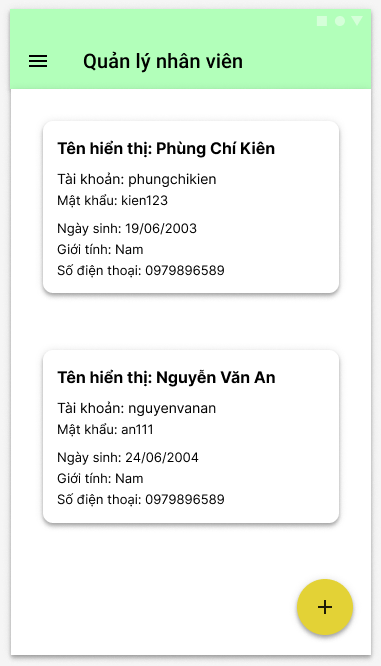 Quản lý nhân viên
Tên hiển thị: Phùng Chí Kiên
Tài khoản: phungchikien
Mật khẩu: kien123
Ngày sinh: 19/06/2003
Giới tính: Nam
Số điện thoại: 0979896589
Tên hiển thị: Nguyễn Văn An
Tài khoản: nguyenvanan
Mật khẩu: an111
Ngày sinh: 24/06/2004
Giới tính: Nam
Số điện thoại: 0979896589